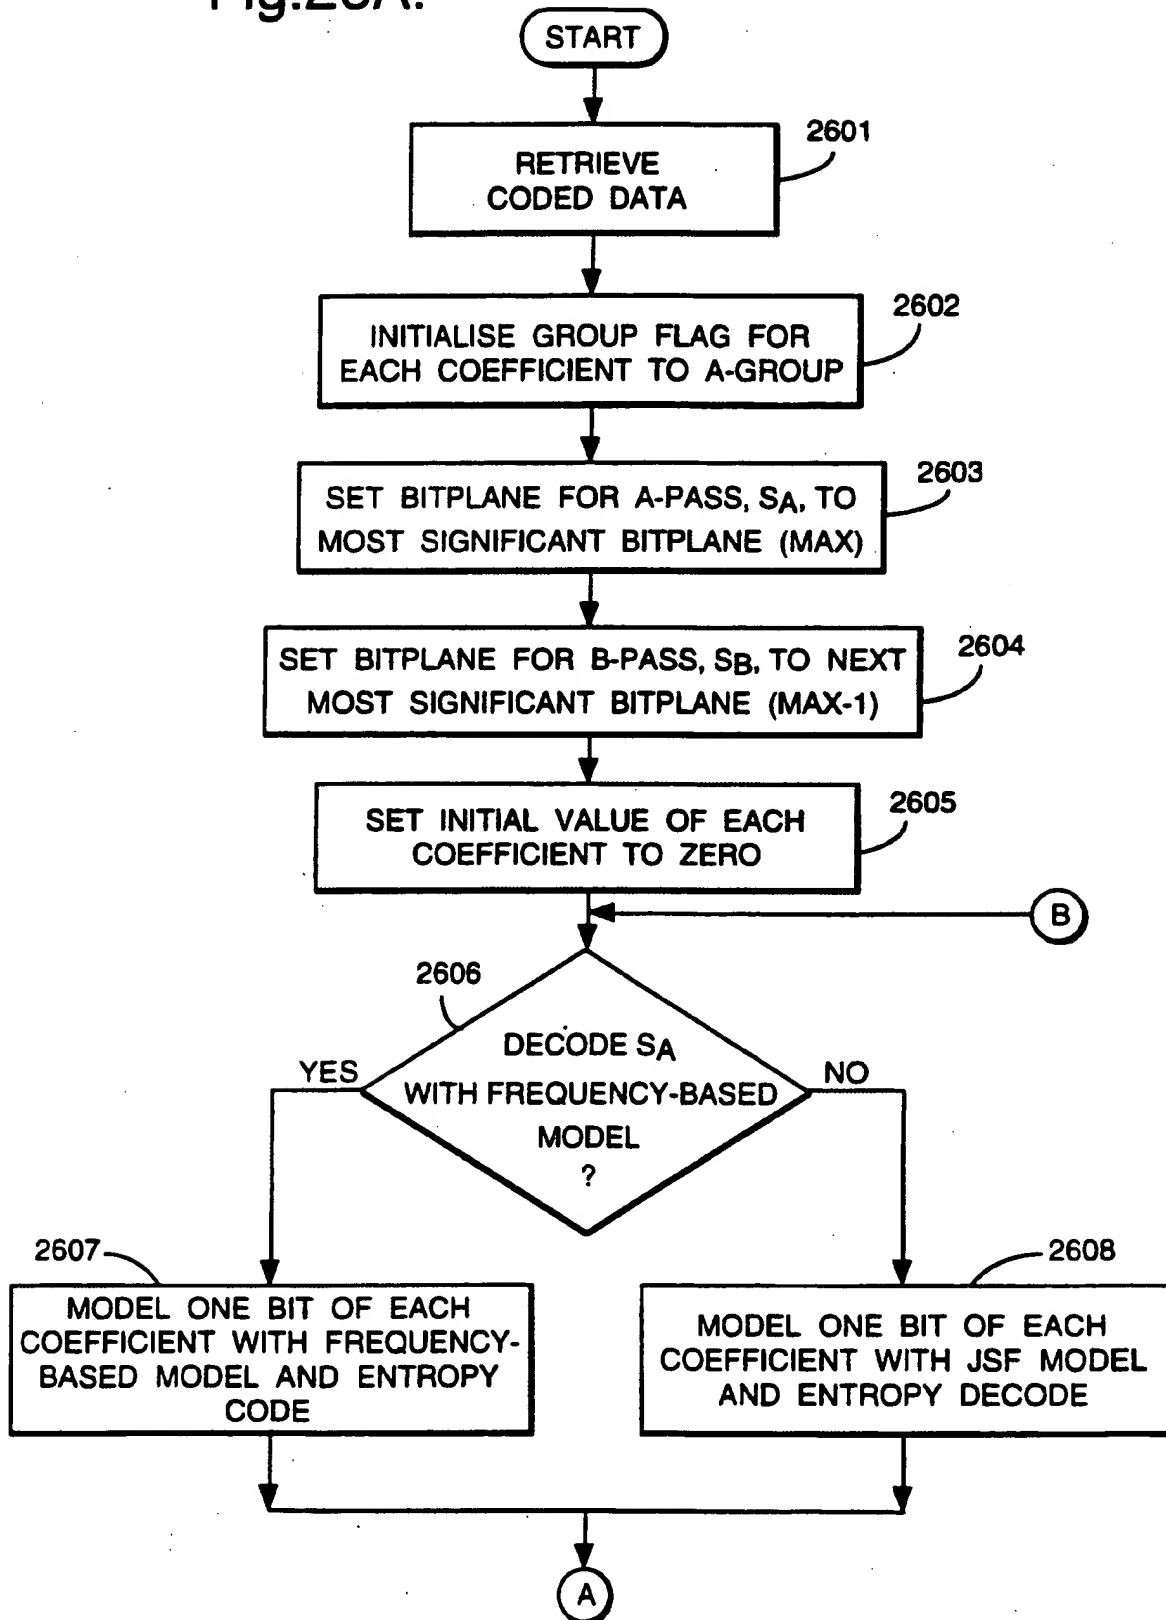 Fig.26A.
START
2601
RETRIEVE
CODED DATA
2602
INITIALISE GROUP FLAG FOR
EACH COEFFICIENT TO A-GROUP
2603
SET BITPLANE FOR A-PASS, SA, TO
MOST SIGNIFICANT BITPLANE (MAX)
2604
SET BITPLANE FOR B-PASS, SB, TO NEXT
MOST SIGNIFICANT BITPLANE (MAX-1)
2605
SET INITIAL VALUE OF EACH
COEFFICIENT TO ZERO
B
2606
DECODE SA
WITH FREQUENCY-BASED
MODEL
?
YES
NO
2607
MODEL ONE BIT OF EACH
COEFFICIENT WITH FREQUENCY-
BASED MODEL AND ENTROPY
CODE
2608
MODEL ONE BIT OF EACH
COEFFICIENT WITH JSF MODEL
AND ENTROPY DECODE
A